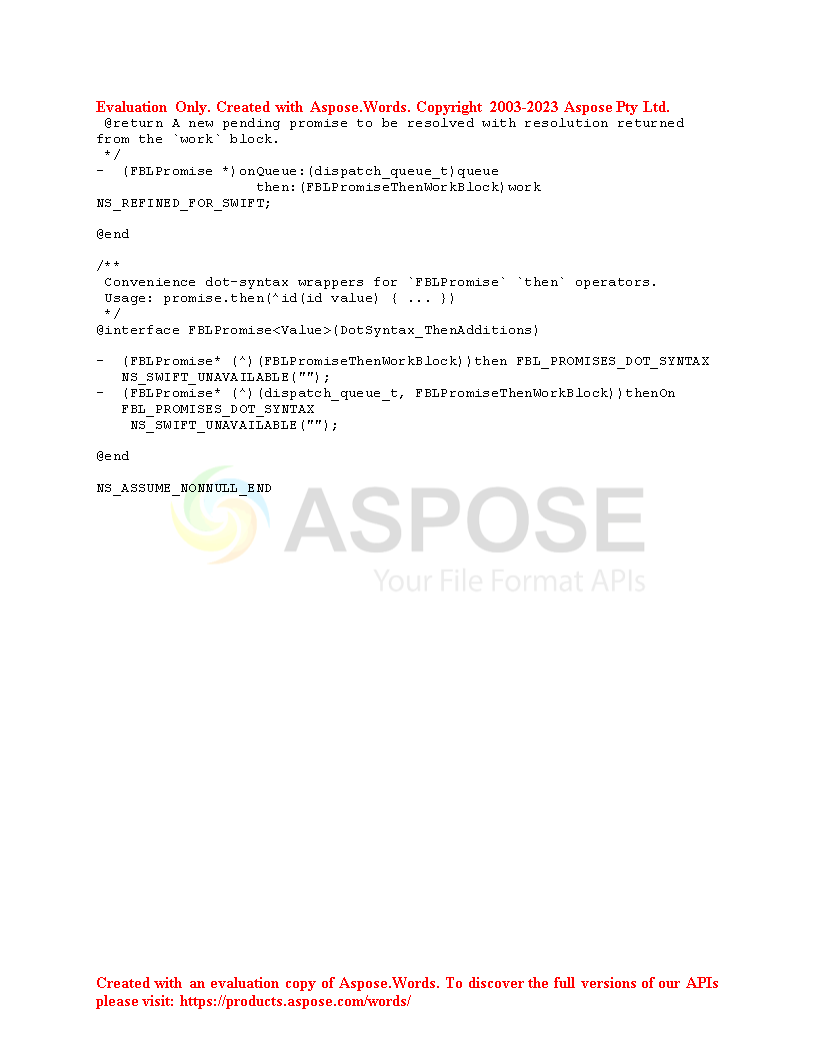 Evaluation Only. Created with Aspose.Words. Copyright 2003-2023 Aspose Pty Ltd.
 @return A new pending promise to be resolved with resolution returned
from the `work` block.
 */
- (FBLPromise *)onQueue:(dispatch_queue_t)queue
                   then:(FBLPromiseThenWorkBlock)work
NS_REFINED_FOR_SWIFT;

@end

/**
 Convenience dot-syntax wrappers for `FBLPromise` `then` operators.
 Usage: promise.then(^id(id value) { ... })
 */
@interface FBLPromise<Value>(DotSyntax_ThenAdditions)

- (FBLPromise* (^)(FBLPromiseThenWorkBlock))then FBL_PROMISES_DOT_SYNTAX
   NS_SWIFT_UNAVAILABLE("");
- (FBLPromise* (^)(dispatch_queue_t, FBLPromiseThenWorkBlock))thenOn
   FBL_PROMISES_DOT_SYNTAX
    NS_SWIFT_UNAVAILABLE("");

@end

NS_ASSUME_NONNULL_END
ASPOSE
Your File Format APIs
Created with an evaluation copy of Aspose.Words. To discover the full versions of our APIs
please visit: https://products.aspose.com/words/